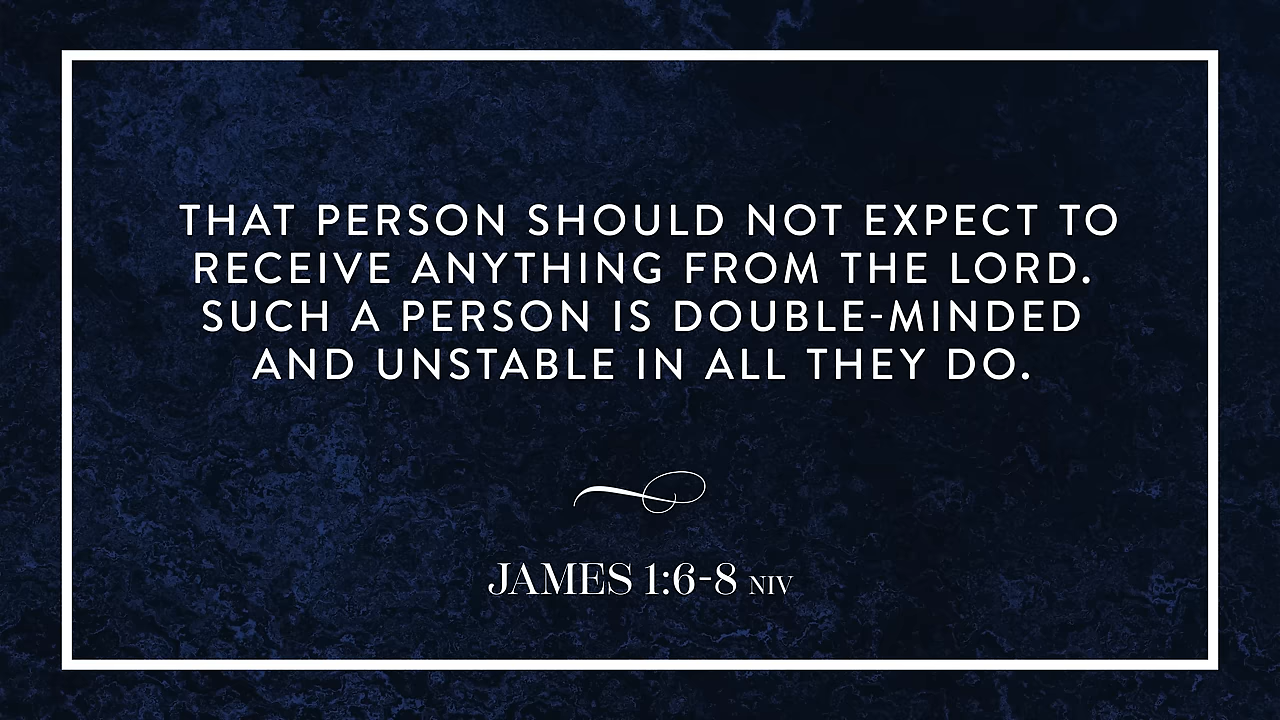 THAT PERSON SHOULD NOT EXPECT TO
RECEIVE ANYTHING FROM THE LORD.
SUCH A PERSON IS DOUBLE-MINDED
AND UNSTABLE IN ALL THEY DO.
JAMES 1:6-8 NIV